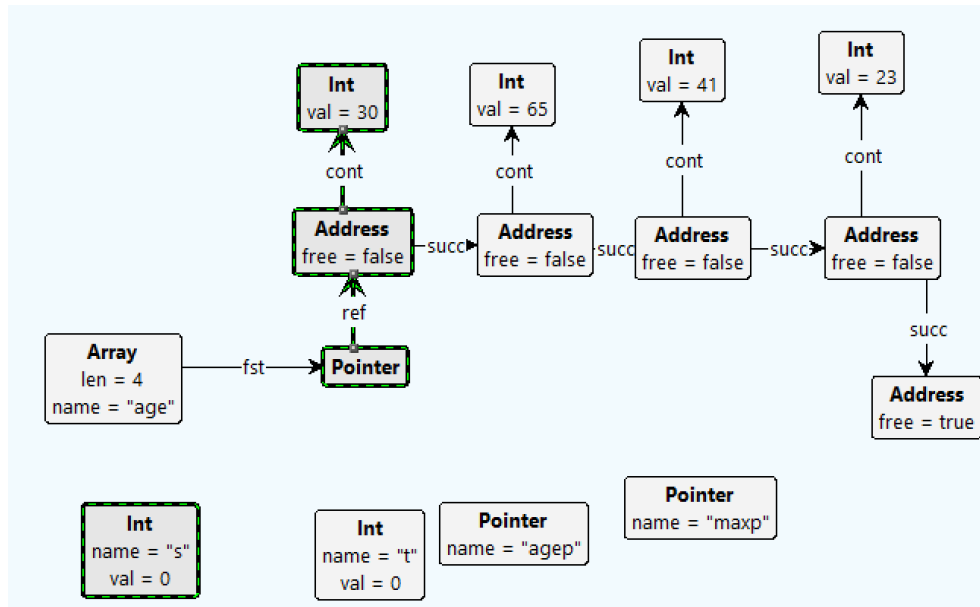 Int
val = 30
Int
val = 65
Int
val = 41
Int
val = 23
cont
cont
cont
cont
Address
free = false
succ
Address
free = false
succ
Address
free = false
succ
Address
free = false
ref
succ
Array
len = 4
name = "age"
fst
Pointer
Address
free = true
Int
name = "s"
val = 0
Int
name = "t"
val = 0
Pointer
name = "agep"
Pointer
name = "maxp"